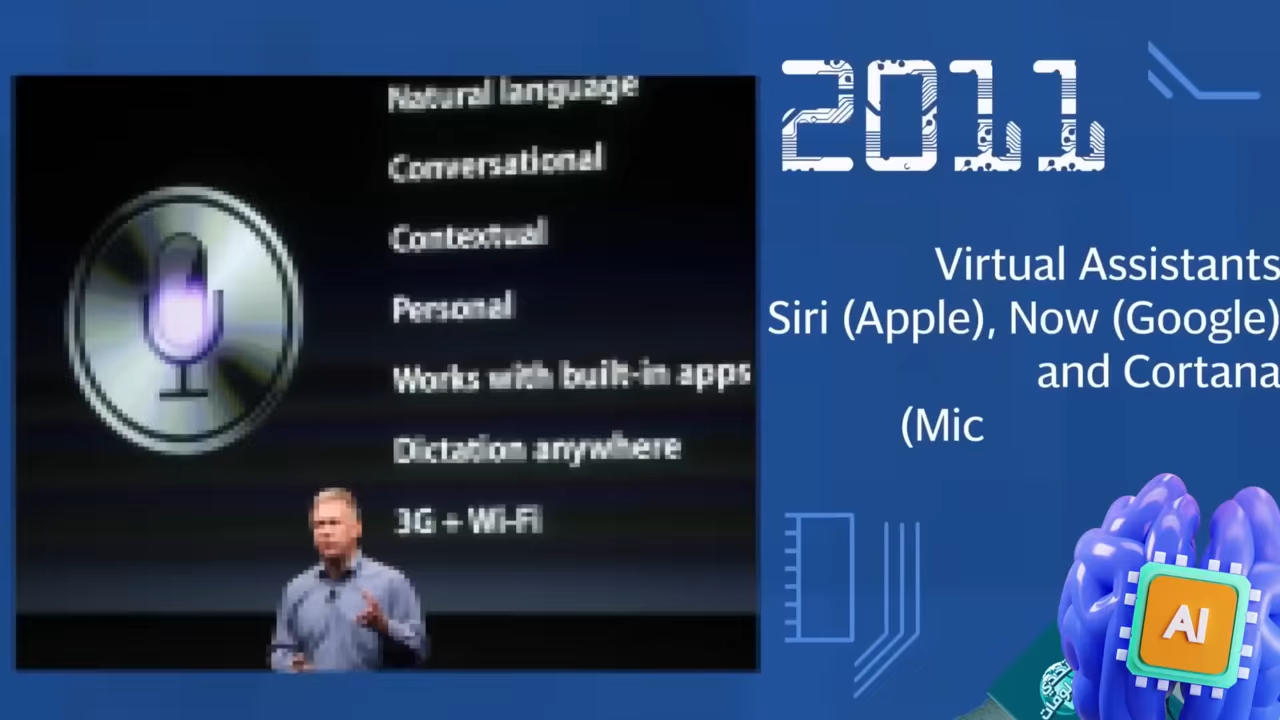 Natural language
Conversational
Contextual
Personal
Works with built-in apps
Dictation anywhere
3G + Wi-Fi
2011
Virtual Assistants
Siri (Apple), Now (Google)
and Cortana
(Mic
AI